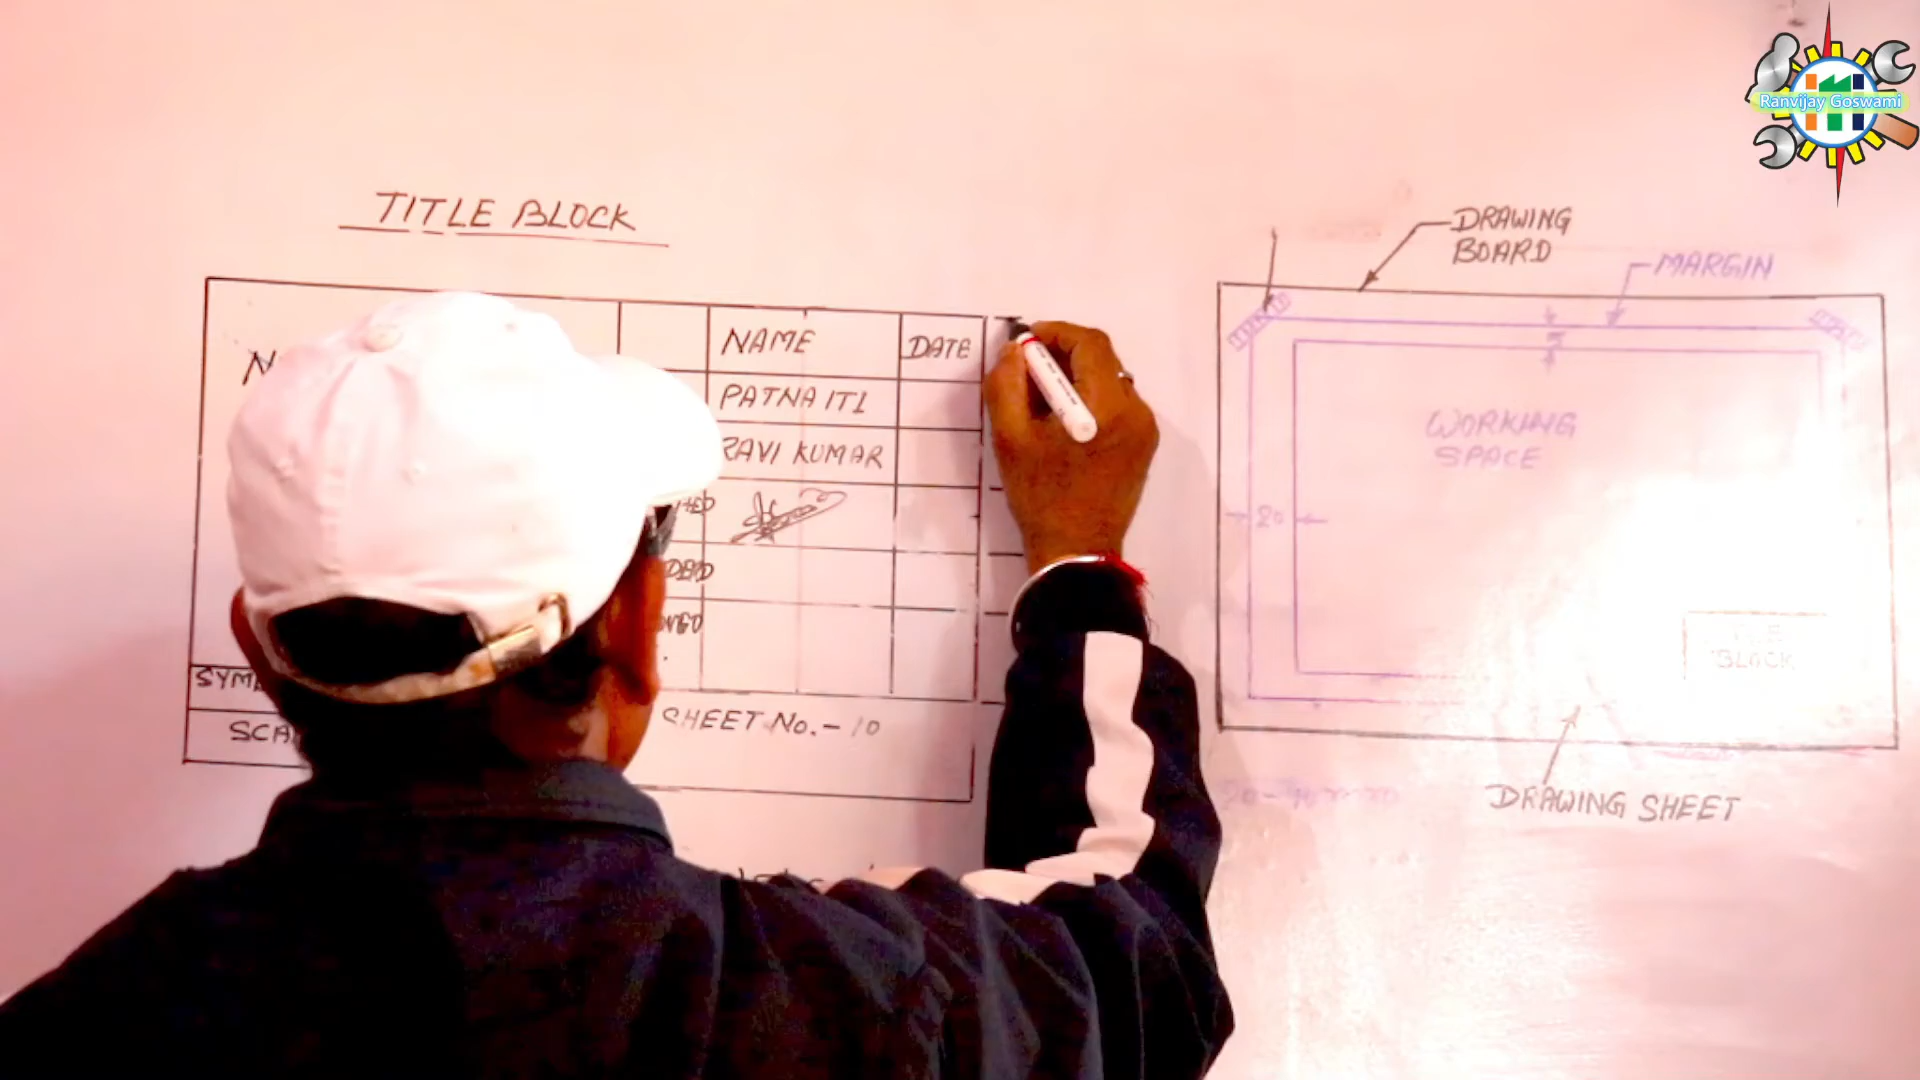 Ranvijay Goswami
TITLE BLOCK
NAME
DATE
PATNA ITI
RAVI KUMAR
SHEET No. - 10
DRAWING
BOARD
MARGIN
WORKING
SPACE
20
BLOCK
DRAWING SHEET